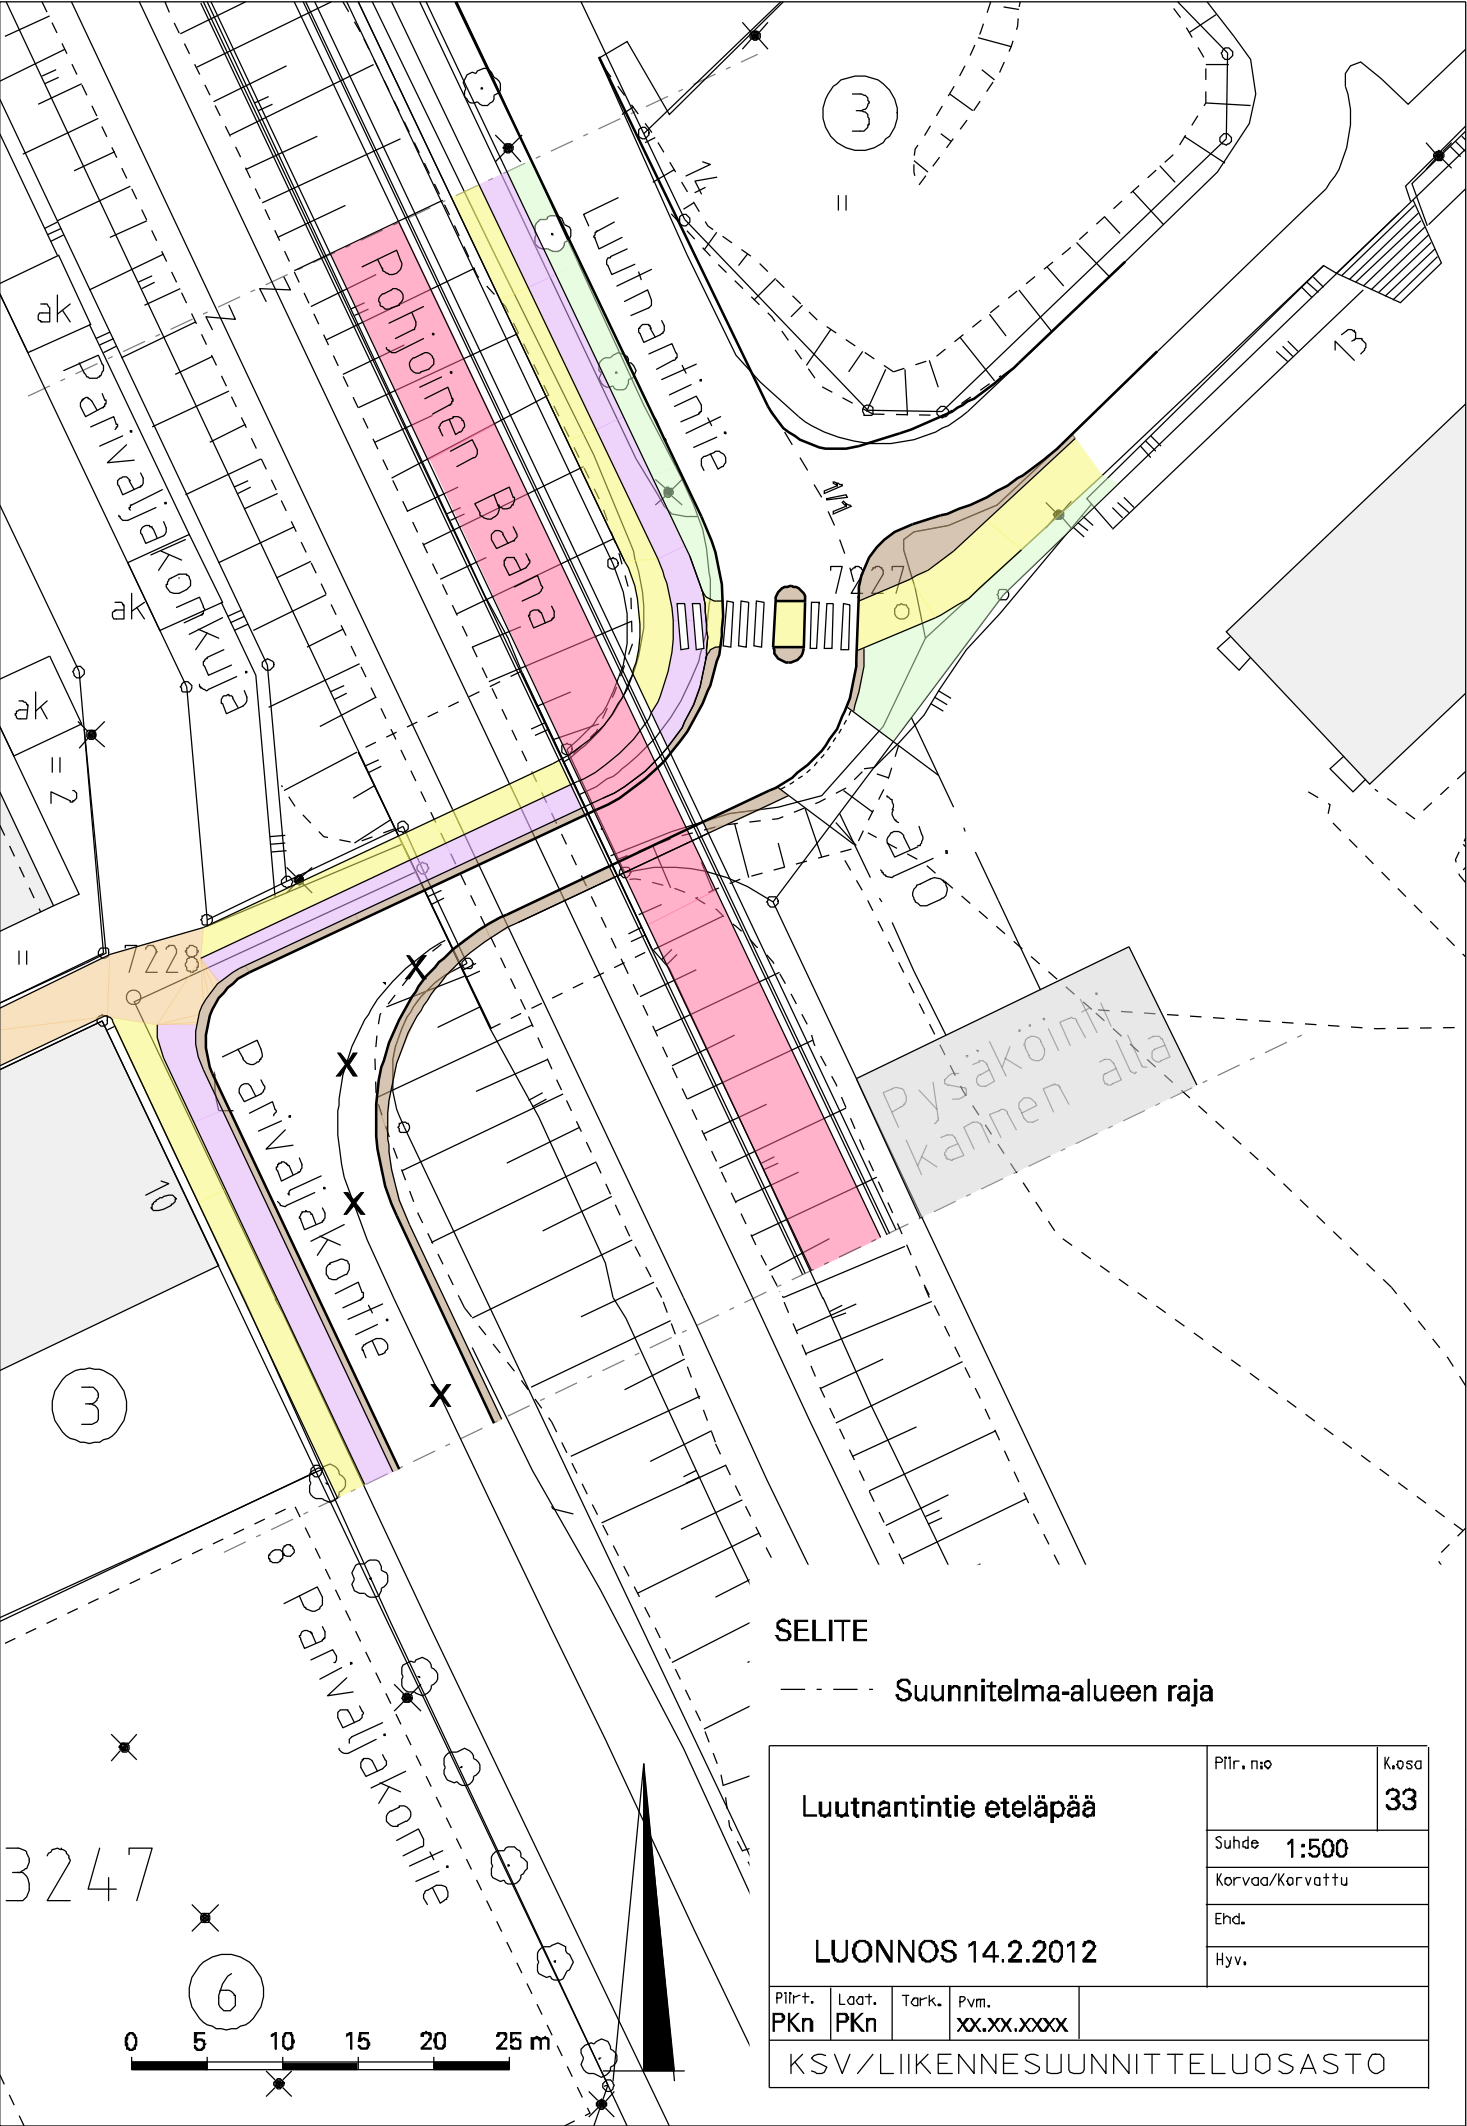 3
14
=
Luutnantintie
Pohjoinen Baana
ak
Parivaljakonkuja
ak
ak
= 2
13
1/1
7227
Ojra
=
7228
Pysäköinti
kannen alla
Parivaljakontie
10
3
8 Parivaljakontie
3247
6
0 5 10 15 20 25 m
X
X
X
X
SELITE
Suunnitelma-alueen raja
Luutnantintie eteläpää
LUONNOS 14.2.2012
Piir. n:o
K.osa
33
Suhde 1:500
Korvaa/Korvattu
Ehd.
Hyv.
Piirt. Laat. Tark. Pvm.
PKn PKn xx.xx.xxxx
KSV/LIIKENNESUUNNITTELUOSASTO